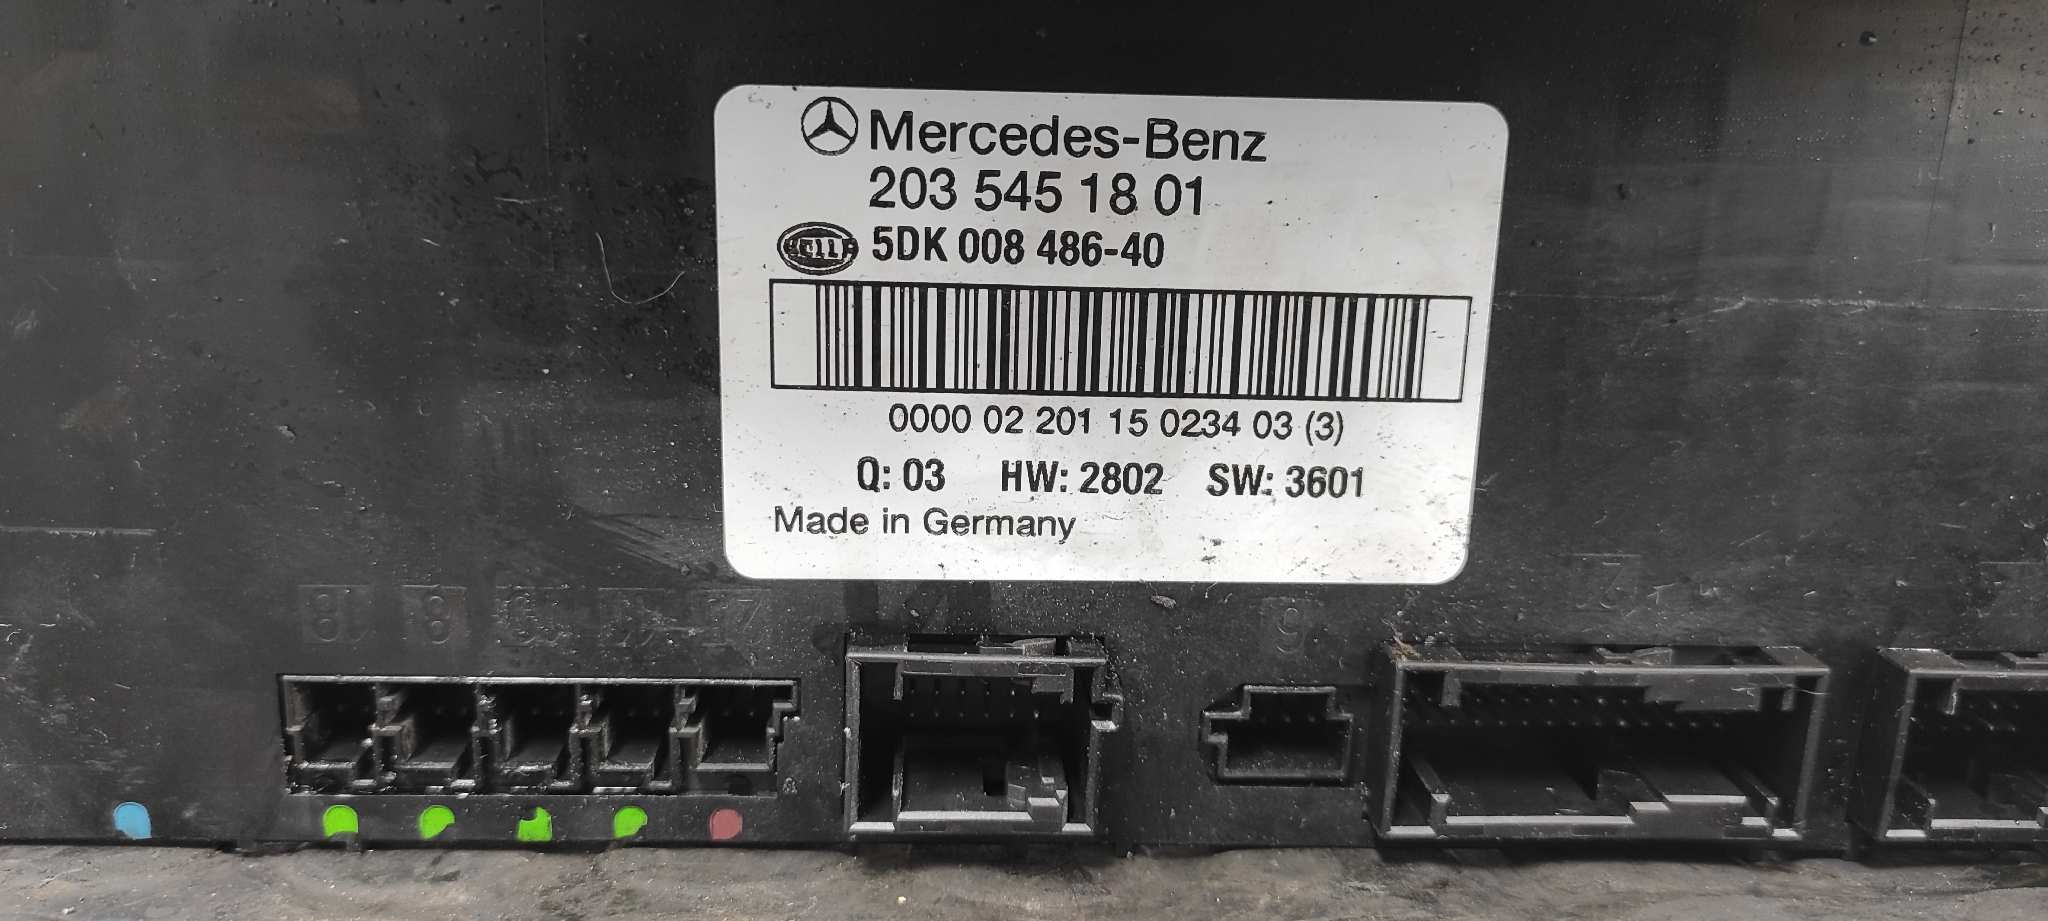 Mercedes-Benz
203 545 18 01
HELLA 5DK 008 486-40
0000 02 201 15 0234 03 (3)
Q: 03 HW: 2802 SW: 3601
Made in Germany